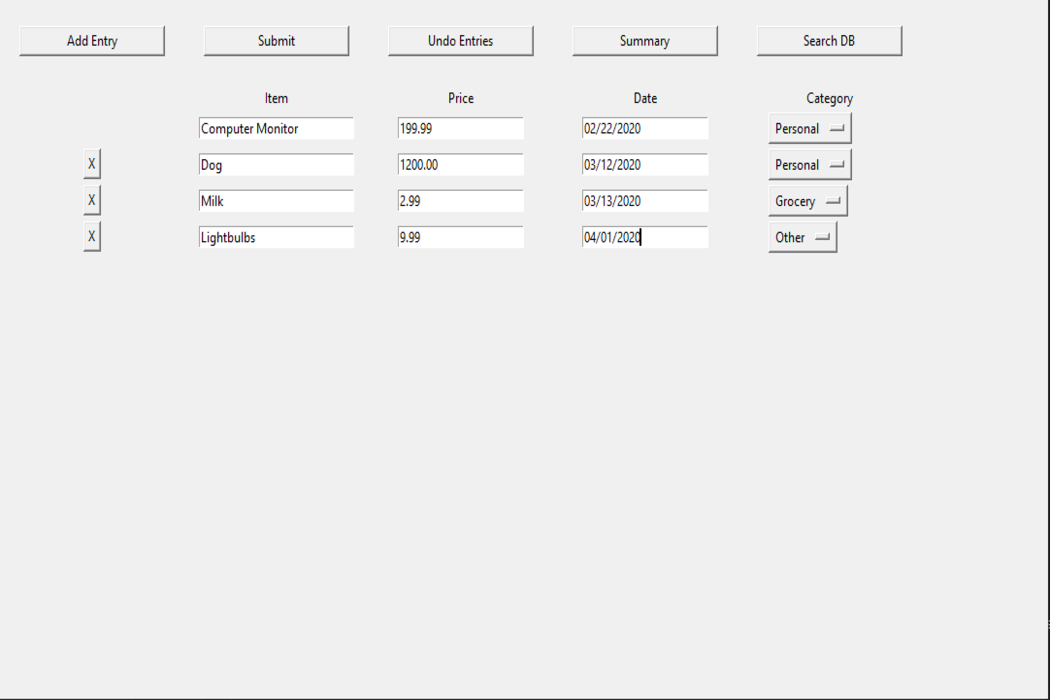 Add Entry Submit Undo Entries Summary Search DB
Item Price Date Category
Computer Monitor 199.99 02/22/2020 Personal
X Dog 1200.00 03/12/2020 Personal
X Milk 2.99 03/13/2020 Grocery
X Lightbulbs 9.99 04/01/2020 Other